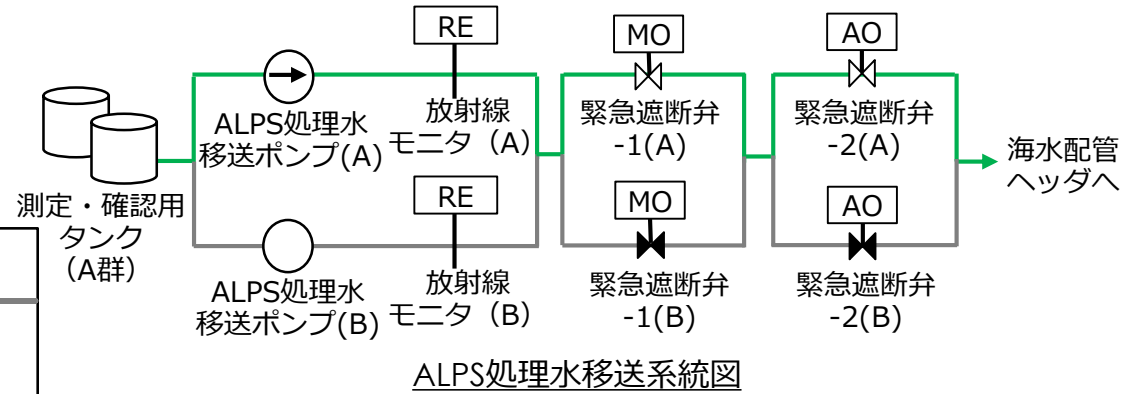 RE
MO
AO
ALPS処理水
移送ポンプ(A)
放射線
モニタ（A）
緊急遮断弁
-1(A)
緊急遮断弁
-2(A)
海水配管
ヘッダへ
測定・確認用
タンク
（A群）
RE
MO
AO
ALPS処理水
移送ポンプ(B)
放射線
モニタ（B）
緊急遮断弁
-1(B)
緊急遮断弁
-2(B)
ALPS処理水移送系統図